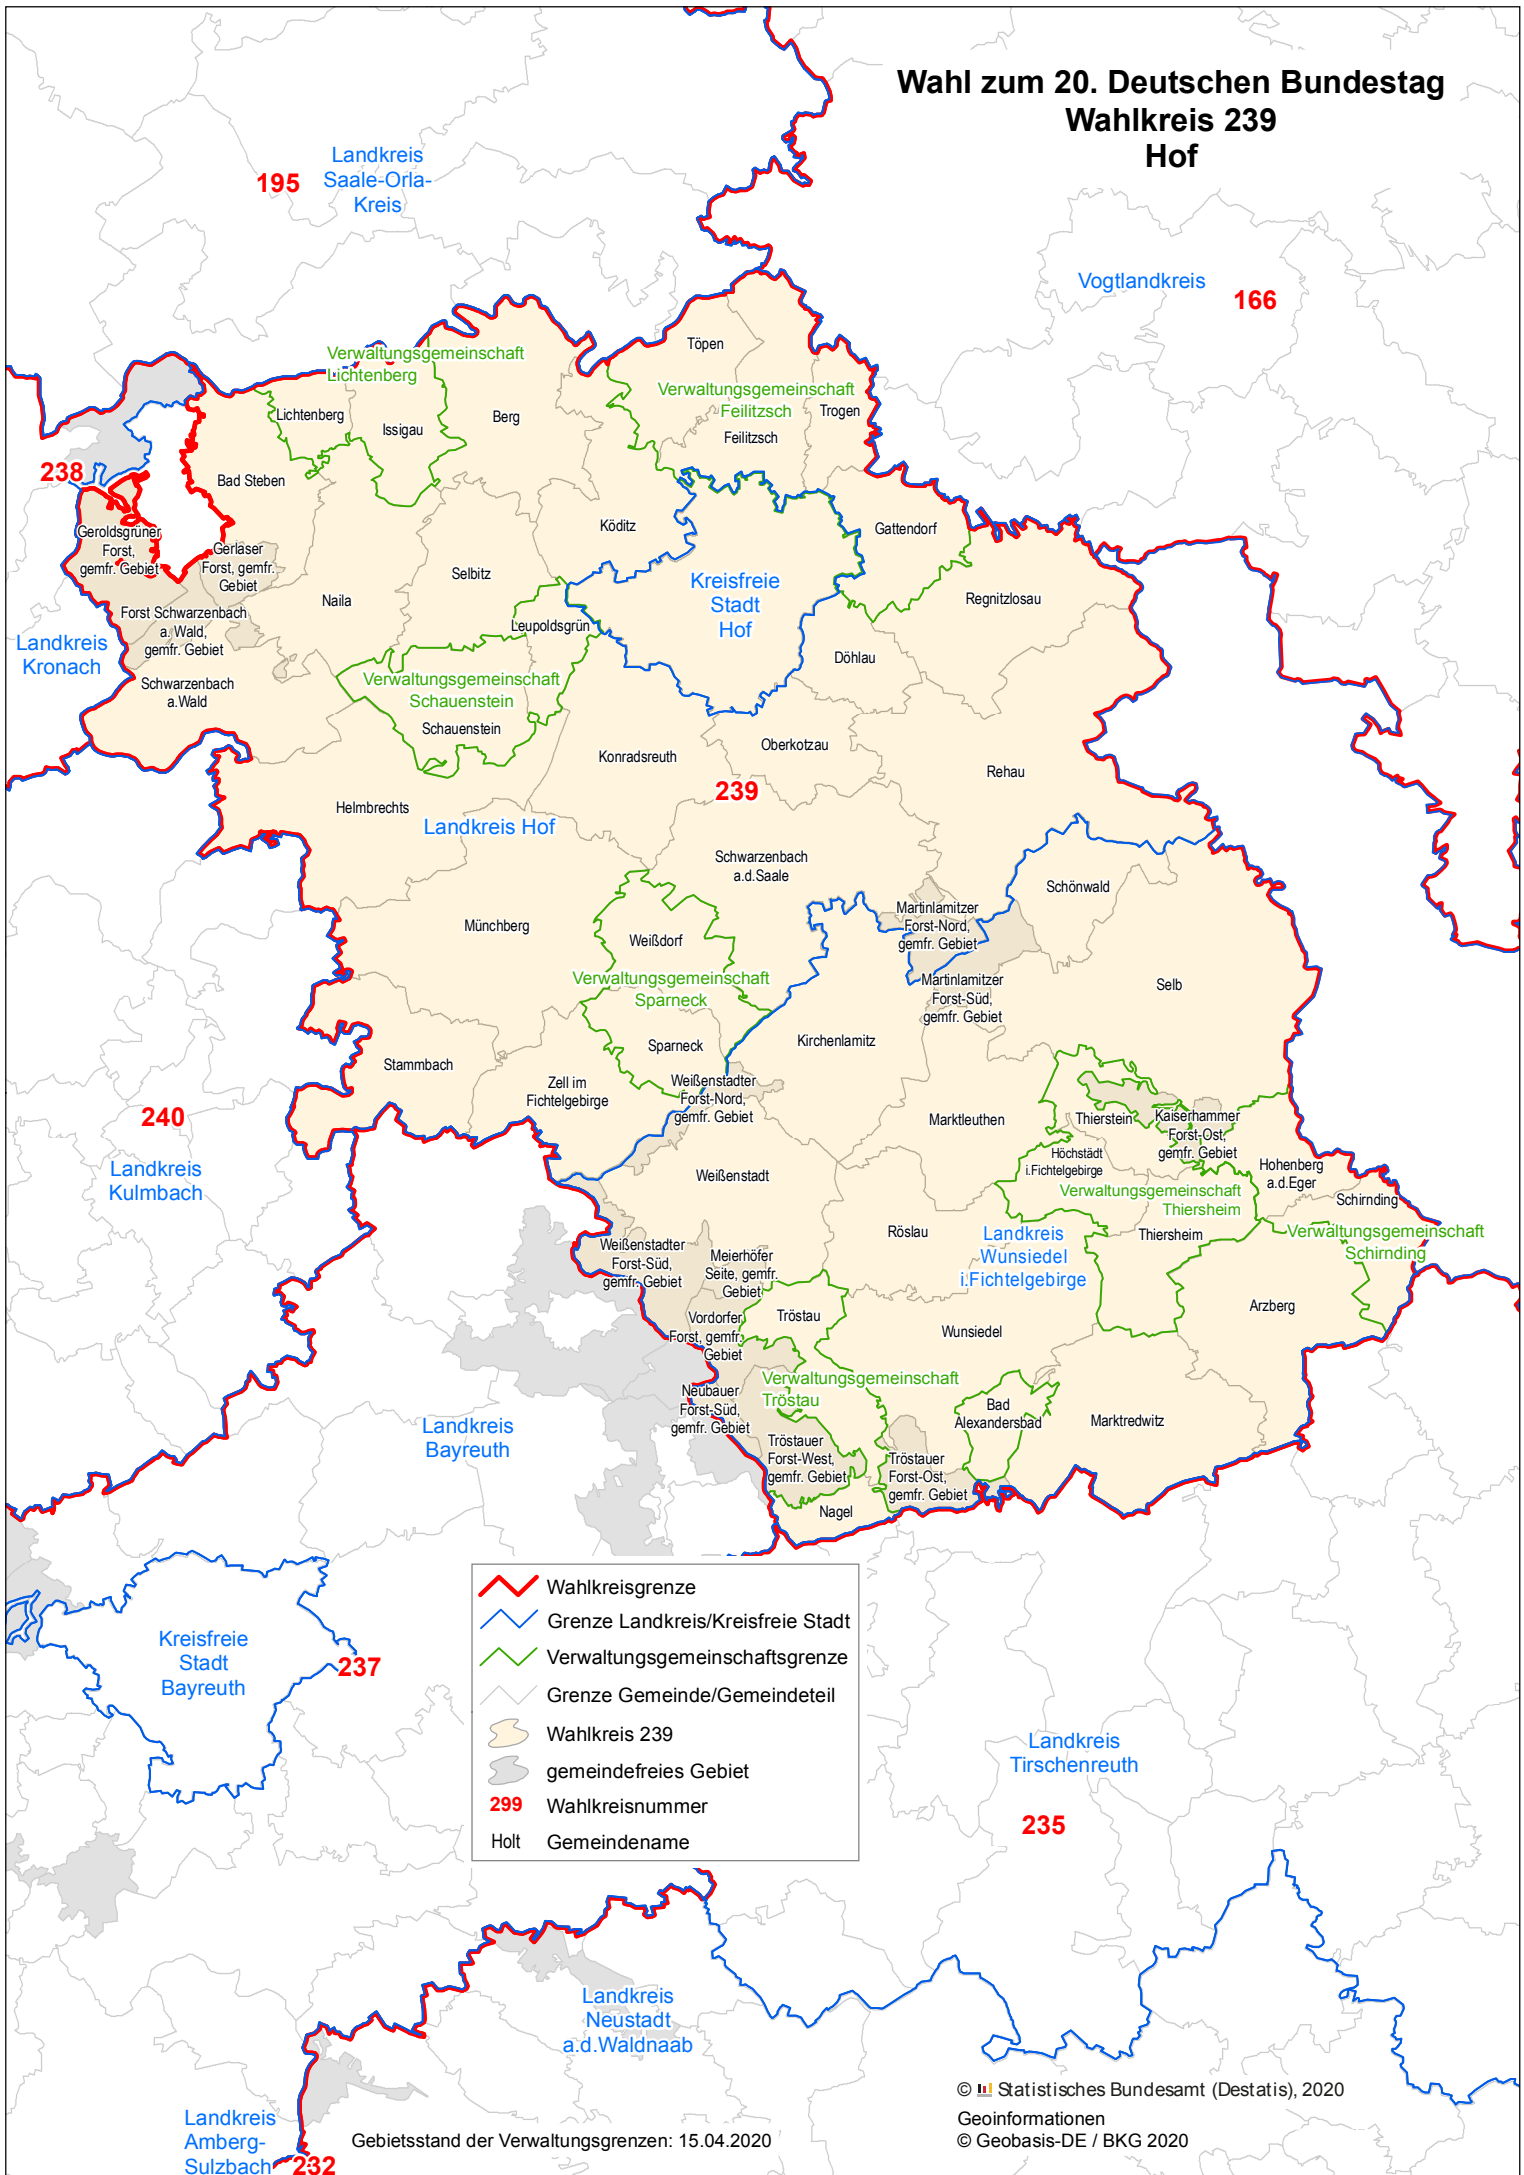 Wahl zum 20. Deutschen Bundestag
Wahlkreis 239
Hof
Landkreis
Saale-Orla-
Kreis
195
Vogtlandkreis
166
Töpen
Verwaltungsgemeinschaft
Lichtenberg
Verwaltungsgemeinschaft
Feilitzsch
Lichtenberg
Issigau
Berg
Trogen
Feilitzsch
238
Bad Steben
Geroldsgrüner
Forst,
gemfr. Gebiet
Gerlaser
Forst, gemfr.
Gebiet
Köditz
Gattendorf
Selbitz
Kreisfreie
Stadt
Hof
Naila
Regnitzlosau
Forst Schwarzenbach
a. Wald,
gemfr. Gebiet
Leupoldsgrün
Landkreis
Kronach
Döhlau
Schwarzenbach
a.Wald
Verwaltungsgemeinschaft
Schauenstein
Schauenstein
Konradsreuth
Oberkotzau
Rehau
239
Helmbrechts
Landkreis Hof
Schwarzenbach
a.d.Saale
Schönwald
Martinlamitzer
Forst-Nord,
gemfr. Gebiet
Münchberg
Weißdorf
Verwaltungsgemeinschaft
Sparneck
Martinlamitzer
Forst-Süd,
gemfr. Gebiet
Selb
Kirchenlamitz
Sparneck
Stammbach
Zell im
Fichtelgebirge
Weißenstadter
Forst-Nord,
gemfr. Gebiet
240
Landkreis
Kulmbach
Marktleuthen
Thierstein
Kaiserhammer
Forst-Ost,
gemfr. Gebiet
Höchstädt
i.Fichtelgebirge
Hohenberg
a.d.Eger
Weißenstadt
Verwaltungsgemeinschaft
Thiersheim
Schirnding
Röslau
Landkreis
Wunsiedel
i.Fichtelgebirge
Thiersheim
Verwaltungsgemeinschaft
Schirnding
Weißenstadter
Forst-Süd,
gemfr. Gebiet
Meierhöfer
Seite, gemfr.
Gebiet
Arzberg
Vordorfer
Forst, gemfr.
Gebiet
Tröstau
Wunsiedel
Verwaltungsgemeinschaft
Tröstau
Neubauer
Forst-Süd,
gemfr. Gebiet
Bad
Alexandersbad
Marktredwitz
Landkreis
Bayreuth
Tröstauer
Forst-West,
gemfr. Gebiet
Tröstauer
Forst-Ost,
gemfr. Gebiet
Nagel
Wahlkreisgrenze
Grenze Landkreis/Kreisfreie Stadt
Verwaltungsgemeinschaftsgrenze
Grenze Gemeinde/Gemeindeteil
Wahlkreis 239
gemeindefreies Gebiet
299 Wahlkreisnummer
Holt Gemeindename
Kreisfreie
Stadt
Bayreuth
237
Landkreis
Tirschenreuth
235
Landkreis
Neustadt
a.d.Waldnaab
Landkreis
Amberg-
Sulzbach
232
Gebietsstand der Verwaltungsgrenzen: 15.04.2020
© Statistisches Bundesamt (Destatis), 2020
Geoinformationen
© Geobasis-DE / BKG 2020